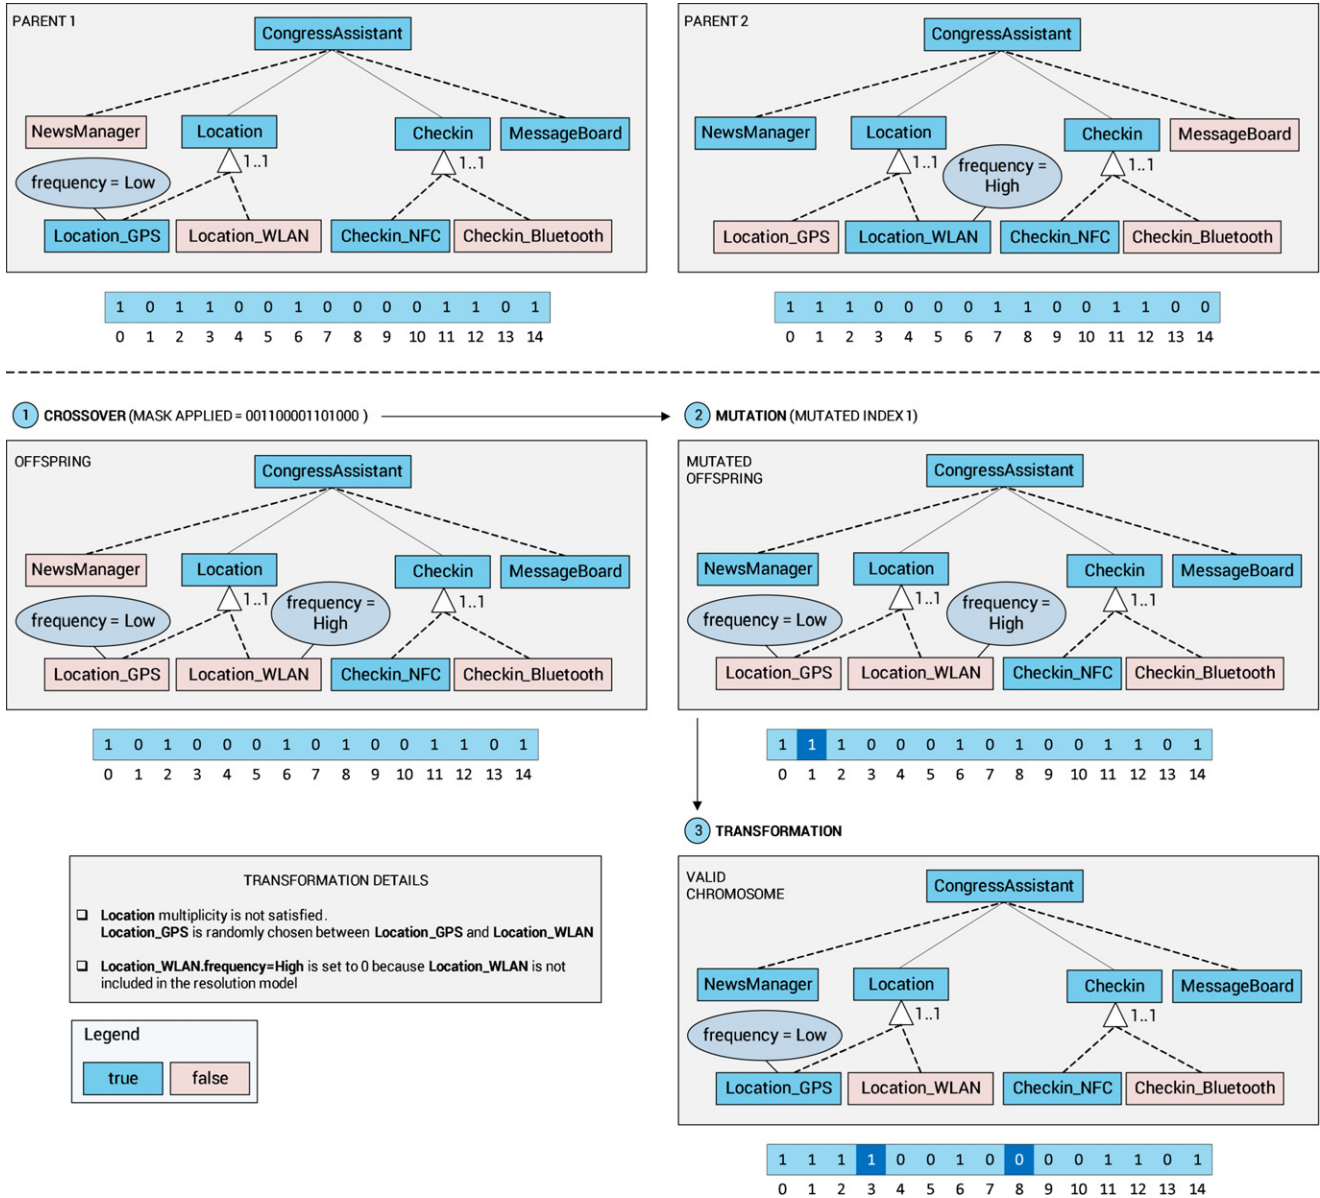 PARENT 1
CongressAssistant
NewsManager
Location
Checkin
MessageBoard
1..1
1..1
frequency = Low
Location_GPS
Location_WLAN
Checkin_NFC
Checkin_Bluetooth
1 0 1 1 0 0 1 0 0 0 0 1 1 0 1
0 1 2 3 4 5 6 7 8 9 10 11 12 13 14
PARENT 2
CongressAssistant
NewsManager
Location
Checkin
MessageBoard
1..1
frequency =
High
1..1
Location_GPS
Location_WLAN
Checkin_NFC
Checkin_Bluetooth
1 1 1 0 0 0 0 1 1 0 0 1 1 0 0
0 1 2 3 4 5 6 7 8 9 10 11 12 13 14
1 CROSSOVER (MASK APPLIED = 001100001101000 )
OFFSPRING
CongressAssistant
NewsManager
Location
Checkin
MessageBoard
1..1
frequency =
High
1..1
frequency = Low
Location_GPS
Location_WLAN
Checkin_NFC
Checkin_Bluetooth
1 0 1 0 0 0 1 0 1 0 0 1 1 0 1
0 1 2 3 4 5 6 7 8 9 10 11 12 13 14
2 MUTATION (MUTATED INDEX 1)
MUTATED
OFFSPRING
CongressAssistant
NewsManager
Location
Checkin
MessageBoard
1..1
frequency =
High
1..1
frequency = Low
Location_GPS
Location_WLAN
Checkin_NFC
Checkin_Bluetooth
1 1 1 0 0 0 1 0 1 0 0 1 1 0 1
0 1 2 3 4 5 6 7 8 9 10 11 12 13 14
3 TRANSFORMATION
TRANSFORMATION DETAILS
Location multiplicity is not satisfied.
Location_GPS is randomly chosen between Location_GPS and Location_WLAN
Location_WLAN.frequency=High is set to 0 because Location_WLAN is not
included in the resolution model
Legend
true
false
VALID
CHROMOSOME
CongressAssistant
NewsManager
Location
Checkin
MessageBoard
1..1
1..1
frequency = Low
Location_GPS
Location_WLAN
Checkin_NFC
Checkin_Bluetooth
1 1 1 1 0 0 1 0 0 0 0 1 1 0 1
0 1 2 3 4 5 6 7 8 9 10 11 12 13 14